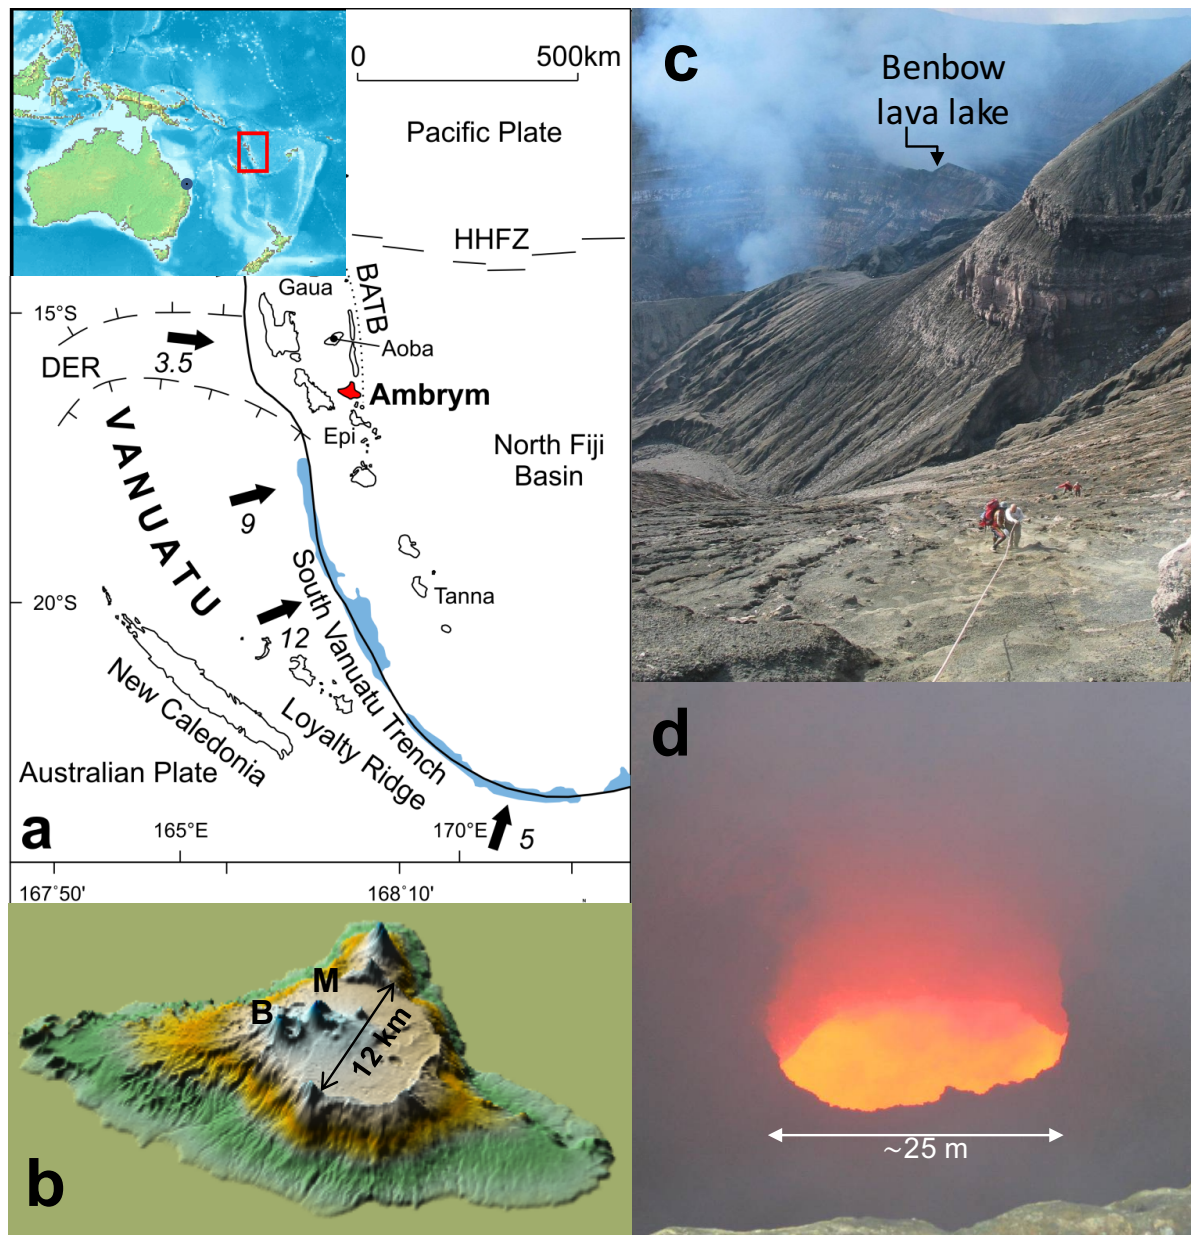 0
500km
Pacific Plate
HHFZ
BATB
Gaua
15°S
3.5
Aoba
DER
Ambrym
Epi
North Fiji
Basin
VANUATU
9
South Vanuatu Trench
20°S
12
Tanna
New Caledonia
Loyalty Ridge
Australian Plate
a
165°E
170°E
5
167°50'
168°10'
M
B
12 km
b
c
Benbow
lava lake
d
~25 m